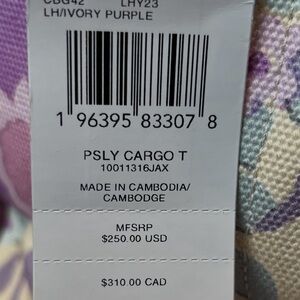 CBG42 LHY23
LH/IVORY PURPLE
1 96395 83307 8
PSLY CARGO T
10011316JAX
MADE IN CAMBODIA/
CAMBODGE
MFSRP
$250.00 USD
$310.00 CAD